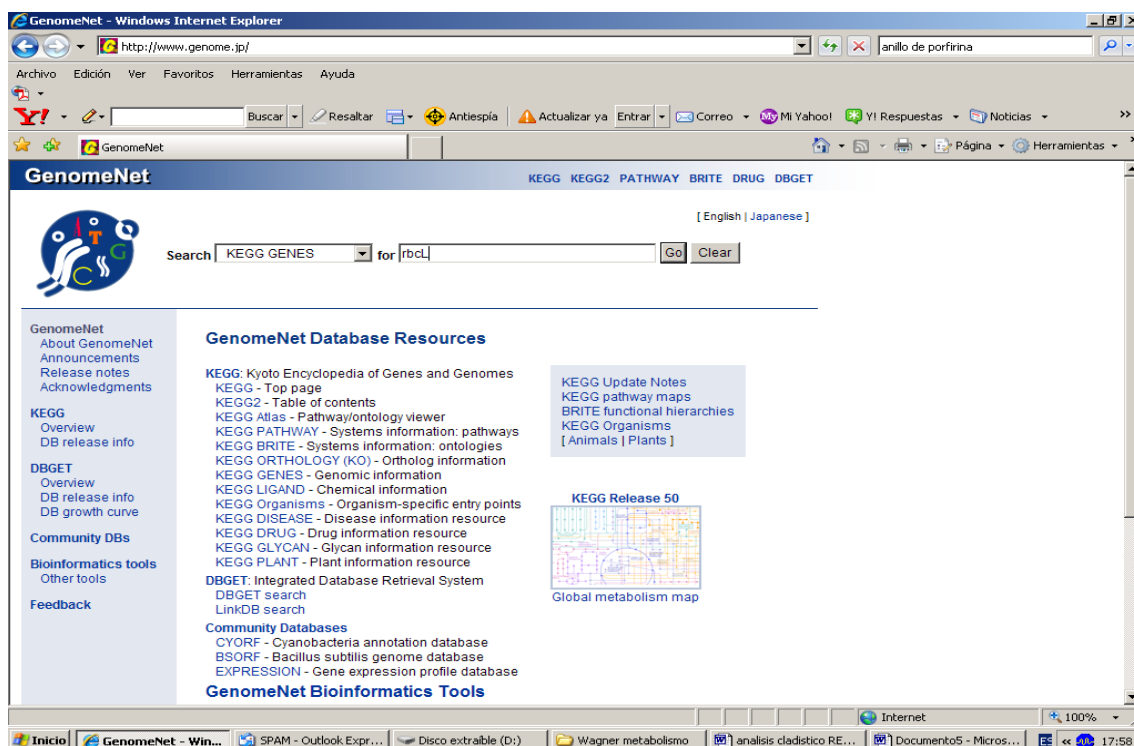 GenomeNet - Windows Internet Explorer
http://www.genome.jp/ anillo de porfirina
Archivo Edición Ver Favoritos Herramientas Ayuda
Y! Buscar Resaltar Antiespía Actualizar ya Entrar Correo Mi Yahoo! Y! Respuestas Noticias »
GenomeNet Página Herramientas
GenomeNet KEGG KEGG2 PATHWAY BRITE DRUG DBGET
[ English | Japanese ]
A T G C
Search KEGG GENES for rbcL Go Clear
GenomeNet
About GenomeNet
Announcements
Release notes
Acknowledgments
KEGG
Overview
DB release info
DBGET
Overview
DB release info
DB growth curve
Community DBs
Bioinformatics tools
Other tools
Feedback
GenomeNet Database Resources
KEGG: Kyoto Encyclopedia of Genes and Genomes
KEGG - Top page
KEGG2 - Table of contents
KEGG Atlas - Pathway/ontology viewer
KEGG PATHWAY - Systems information: pathways
KEGG BRITE - Systems information: ontologies
KEGG ORTHOLOGY (KO) - Ortholog information
KEGG GENES - Genomic information
KEGG LIGAND - Chemical information
KEGG Organisms - Organism-specific entry points
KEGG DISEASE - Disease information resource
KEGG DRUG - Drug information resource
KEGG GLYCAN - Glycan information resource
KEGG PLANT - Plant information resource
DBGET: Integrated Database Retrieval System
DBGET search
LinkDB search
Community Databases
CYORF - Cyanobacteria annotation database
BSORF - Bacillus subtilis genome database
EXPRESSION - Gene expression profile database
GenomeNet Bioinformatics Tools
KEGG Update Notes
KEGG pathway maps
BRITE functional hierarchies
KEGG Organisms
[ Animals | Plants ]
KEGG Release 50
Global metabolism map
Internet 100%
Inicio GenomeNet - Win... SPAM - Outlook Expr... Disco extraíble (D:) Wagner metabolismo analisis cladistico RE... Documento5 - Micros... ES « 17:58